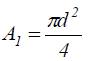 A₁ = πd²/4